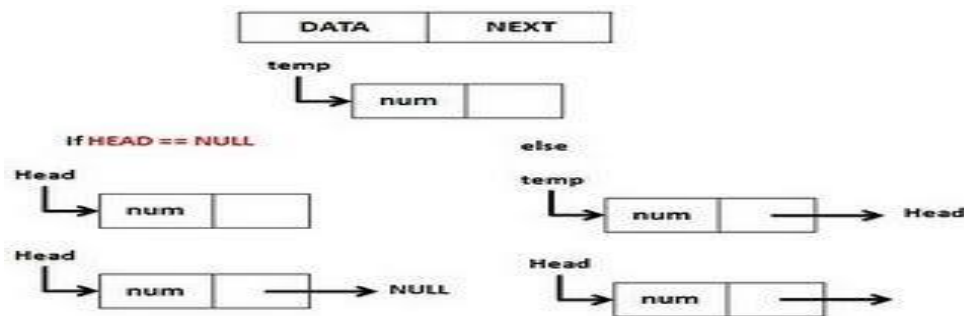 DATA NEXT
temp
num
if HEAD == NULL
else
Head
num
temp
num Head
Head
num NULL
Head
num